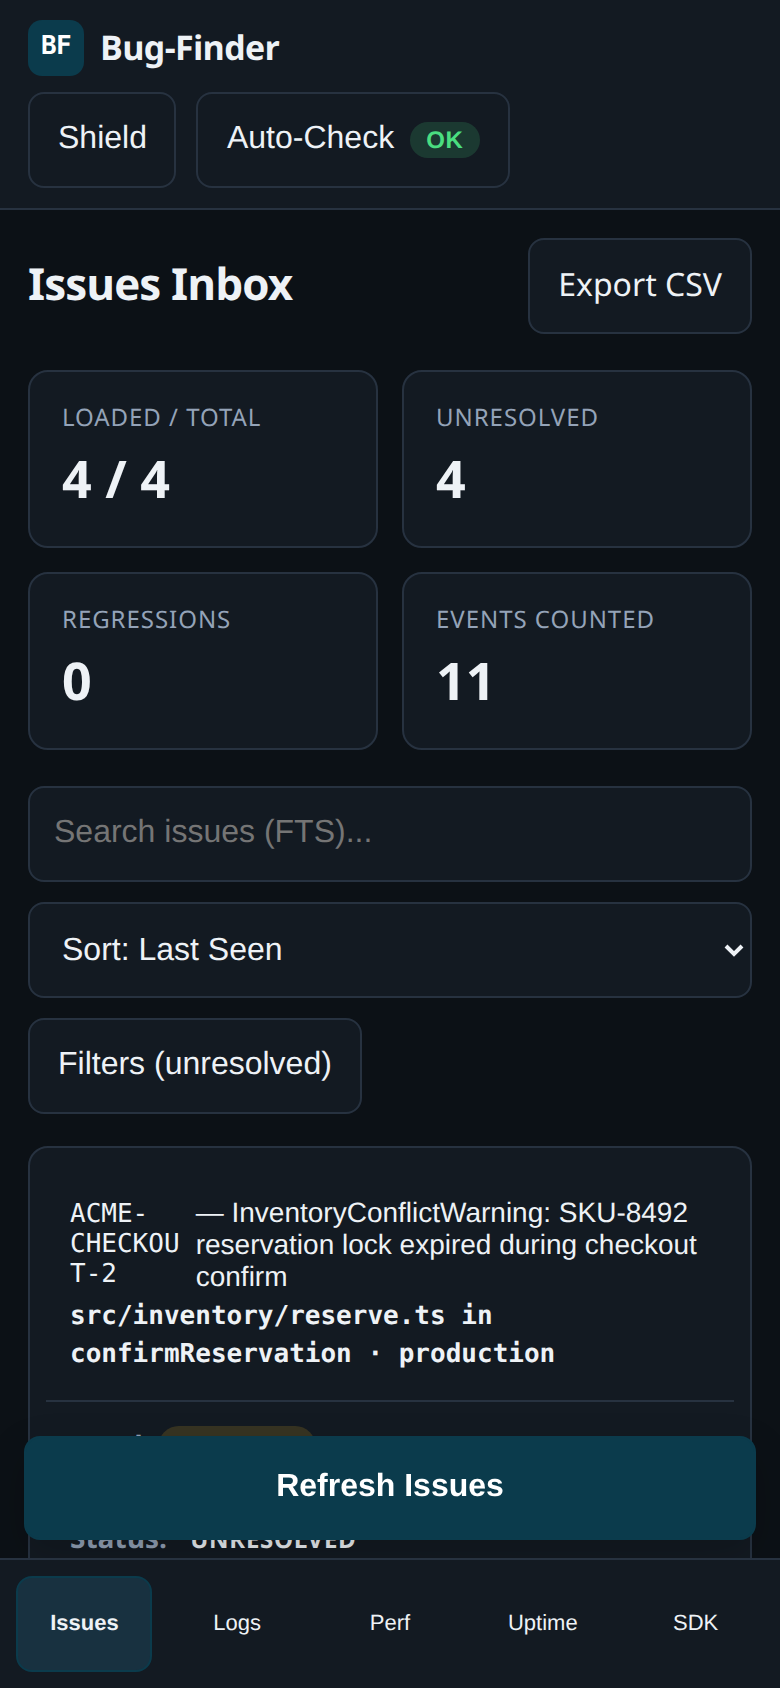 BF Bug-Finder
Shield
Auto-Check OK
Issues Inbox
Export CSV
LOADED / TOTAL
4 / 4
UNRESOLVED
4
REGRESSIONS
0
EVENTS COUNTED
11
Search issues (FTS)...
Sort: Last Seen
Filters (unresolved)
ACME-
CHECKOU
T-2
— InventoryConflictWarning: SKU-8492
reservation lock expired during checkout
confirm
src/inventory/reserve.ts in
confirmReservation · production
Refresh Issues
Status: UNRESOLVED
Issues
Logs
Perf
Uptime
SDK